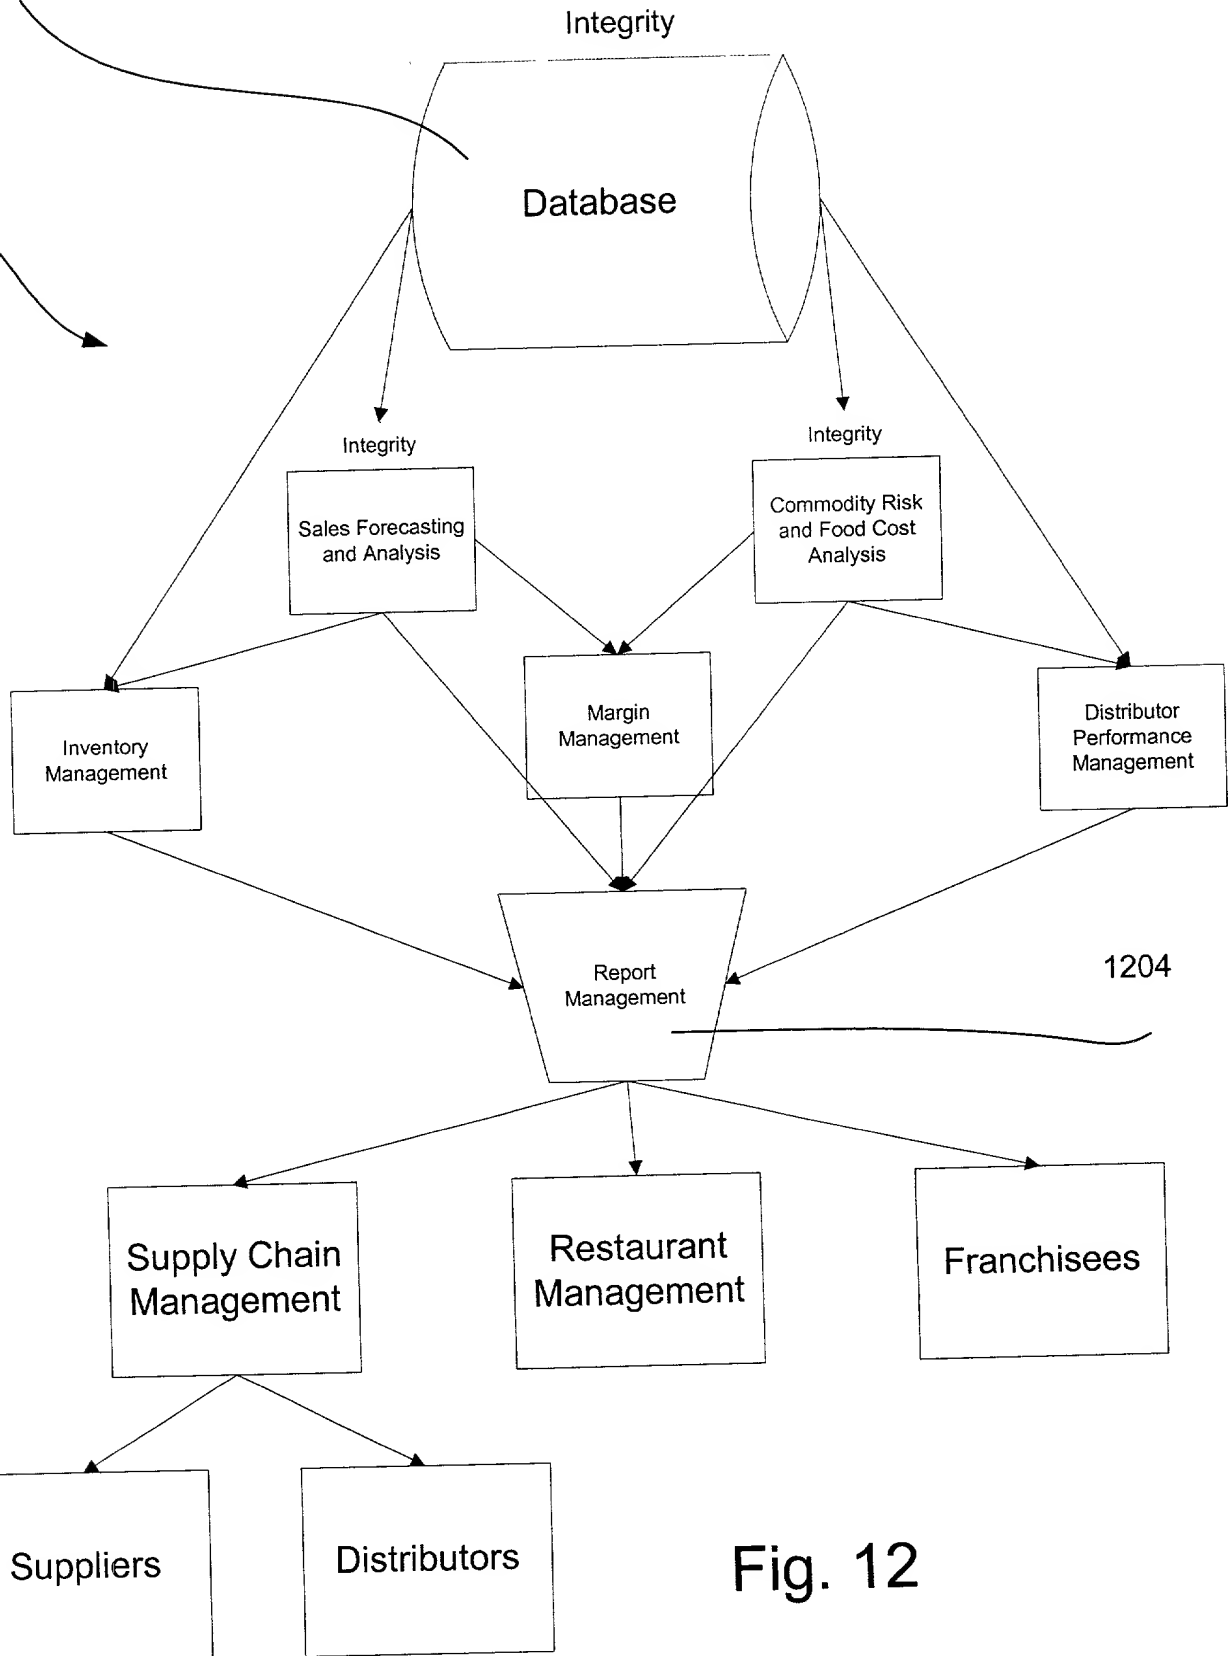 Integrity
Database
Integrity
Integrity
Sales Forecasting
and Analysis
Commodity Risk
and Food Cost
Analysis
Inventory
Management
Margin
Management
Distributor
Performance
Management
Report
Management
1204
Supply Chain
Management
Restaurant
Management
Franchisees
Suppliers
Distributors
Fig. 12